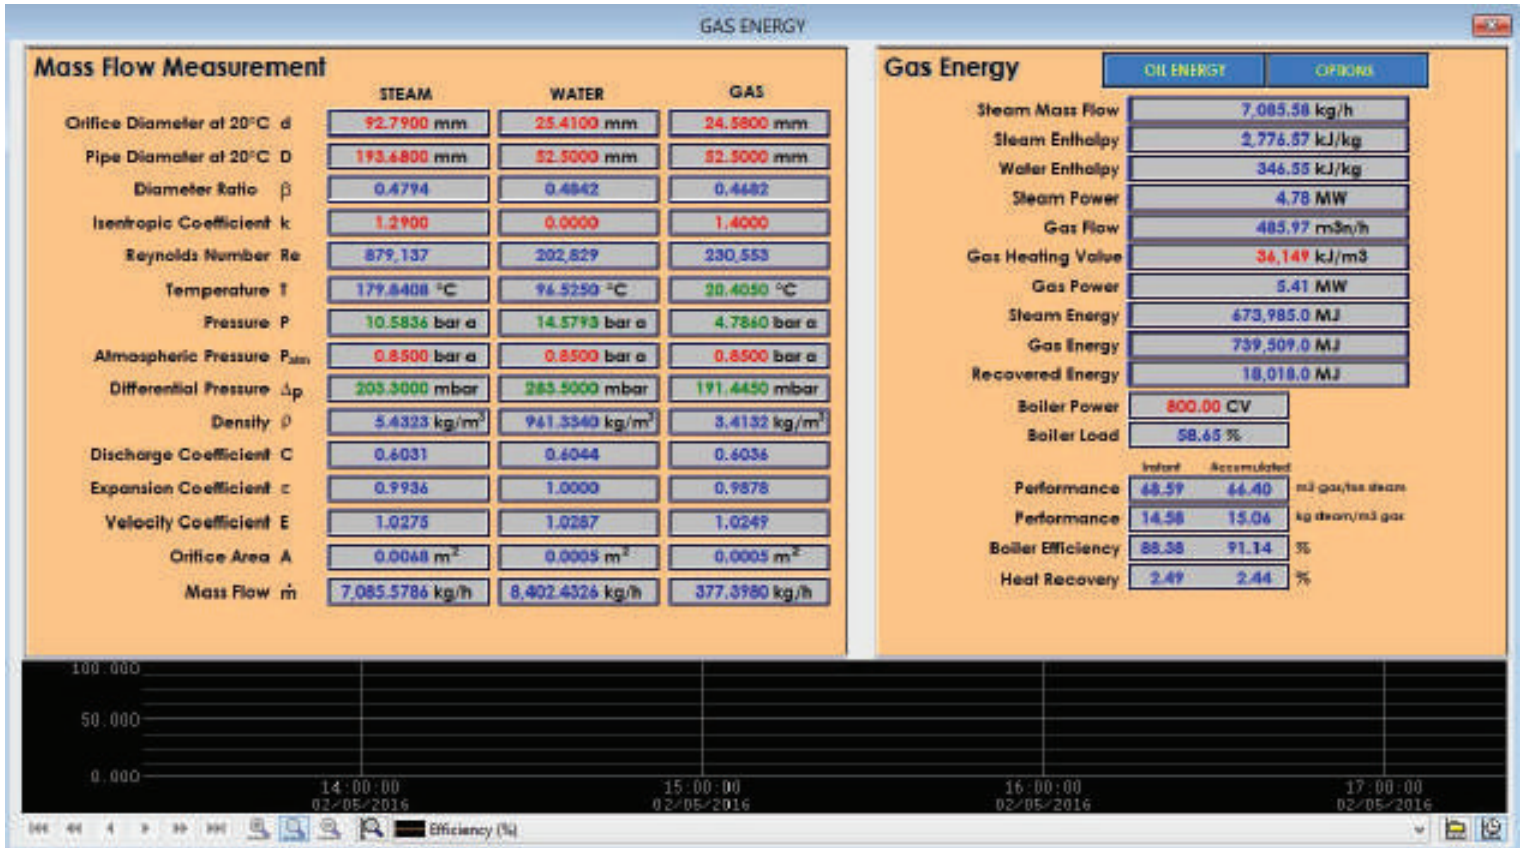 GAS ENERGY
Mass Flow Measurement
STEAM WATER GAS
Orifice Diameter at 20°C d 92.7900 mm 25.4100 mm 24.5800 mm
Pipe Diamater at 20°C D 193.6800 mm 52.5000 mm 52.5000 mm
Diameter Ratio β 0.4794 0.4842 0.4682
Isentropic Coefficient k 1.2900 0.0000 1.4000
Reynolds Number Re 879,137 202,829 230,553
Temperature T 179.8408 °C 96.5250 °C 20.4050 °C
Pressure P 10.5836 bar a 14.5793 bar a 4.7860 bar a
Atmospheric Pressure Patm 0.8500 bar a 0.8500 bar a 0.8500 bar a
Differential Pressure Δp 203.3000 mbar 283.5000 mbar 191.4450 mbar
Density ρ 5.4323 kg/m³ 961.3340 kg/m³ 3.4132 kg/m³
Discharge Coefficient C 0.6031 0.6044 0.6036
Expansion Coefficient ε 0.9936 1.0000 0.9878
Velocity Coefficient E 1.0275 1.0287 1.0249
Orifice Area A 0.0068 m² 0.0005 m² 0.0005 m²
Mass Flow ṁ 7,085.5786 kg/h 8,402.4326 kg/h 377.3980 kg/h
Gas Energy OIL ENERGY OPTIONS
Steam Mass Flow 7,085.58 kg/h
Steam Enthalpy 2,776.57 kJ/kg
Water Enthalpy 346.55 kJ/kg
Steam Power 4.78 MW
Gas Flow 485.97 m3n/h
Gas Heating Value 36,149 kJ/m3
Gas Power 5.41 MW
Steam Energy 673,985.0 MJ
Gas Energy 739,509.0 MJ
Recovered Energy 18,018.0 MJ
Boiler Power 800.00 CV
Boiler Load 58.65 %
Instant Accumulated
Performance 68.59 66.40 m3 gas/ton steam
Performance 14.58 15.06 kg steam/m3 gas
Boiler Efficiency 88.38 91.14 %
Heat Recovery 2.49 2.44 %
100.000
50.000
0.000
14:00:00 15:00:00 16:00:00 17:00:00
02/05/2016 02/05/2016 02/05/2016 02/05/2016
Efficiency (%)